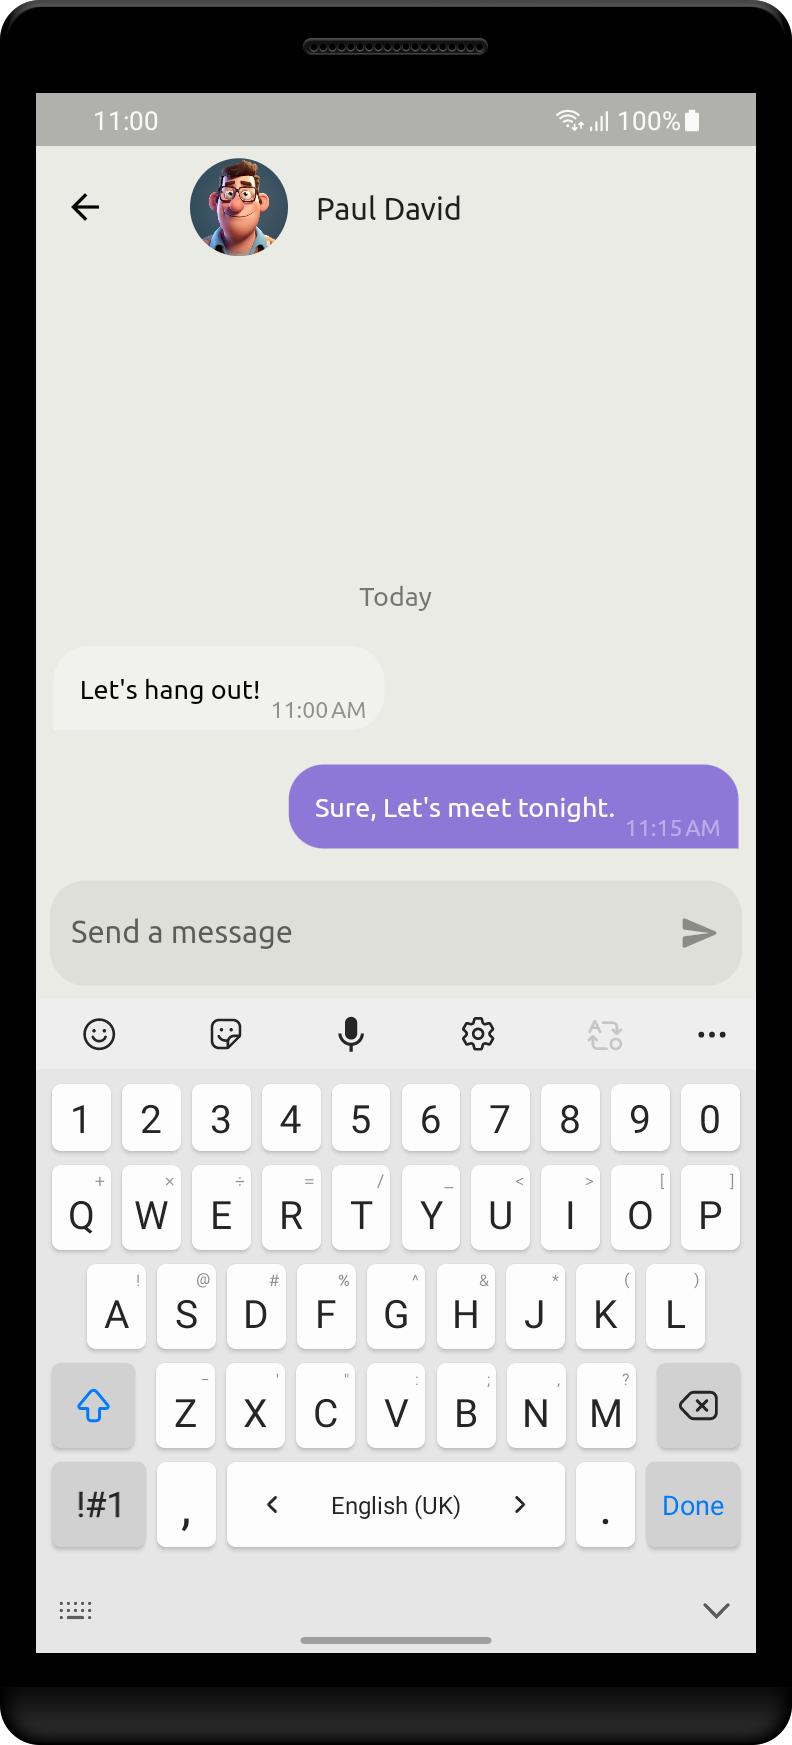 11:00 100%
Paul David
Today
Let's hang out!
11:00 AM
Sure, Let's meet tonight.
11:15 AM
Send a message
A
1 2 3 4 5 6 7 8 9 0
+ × ÷ = / _ < > [ ]
Q W E R T Y U I O P
! @ # % ^ & * ( )
A S D F G H J K L
- ' " : ; , ?
Z X C V B N M
!#1 , < English (UK) > . Done